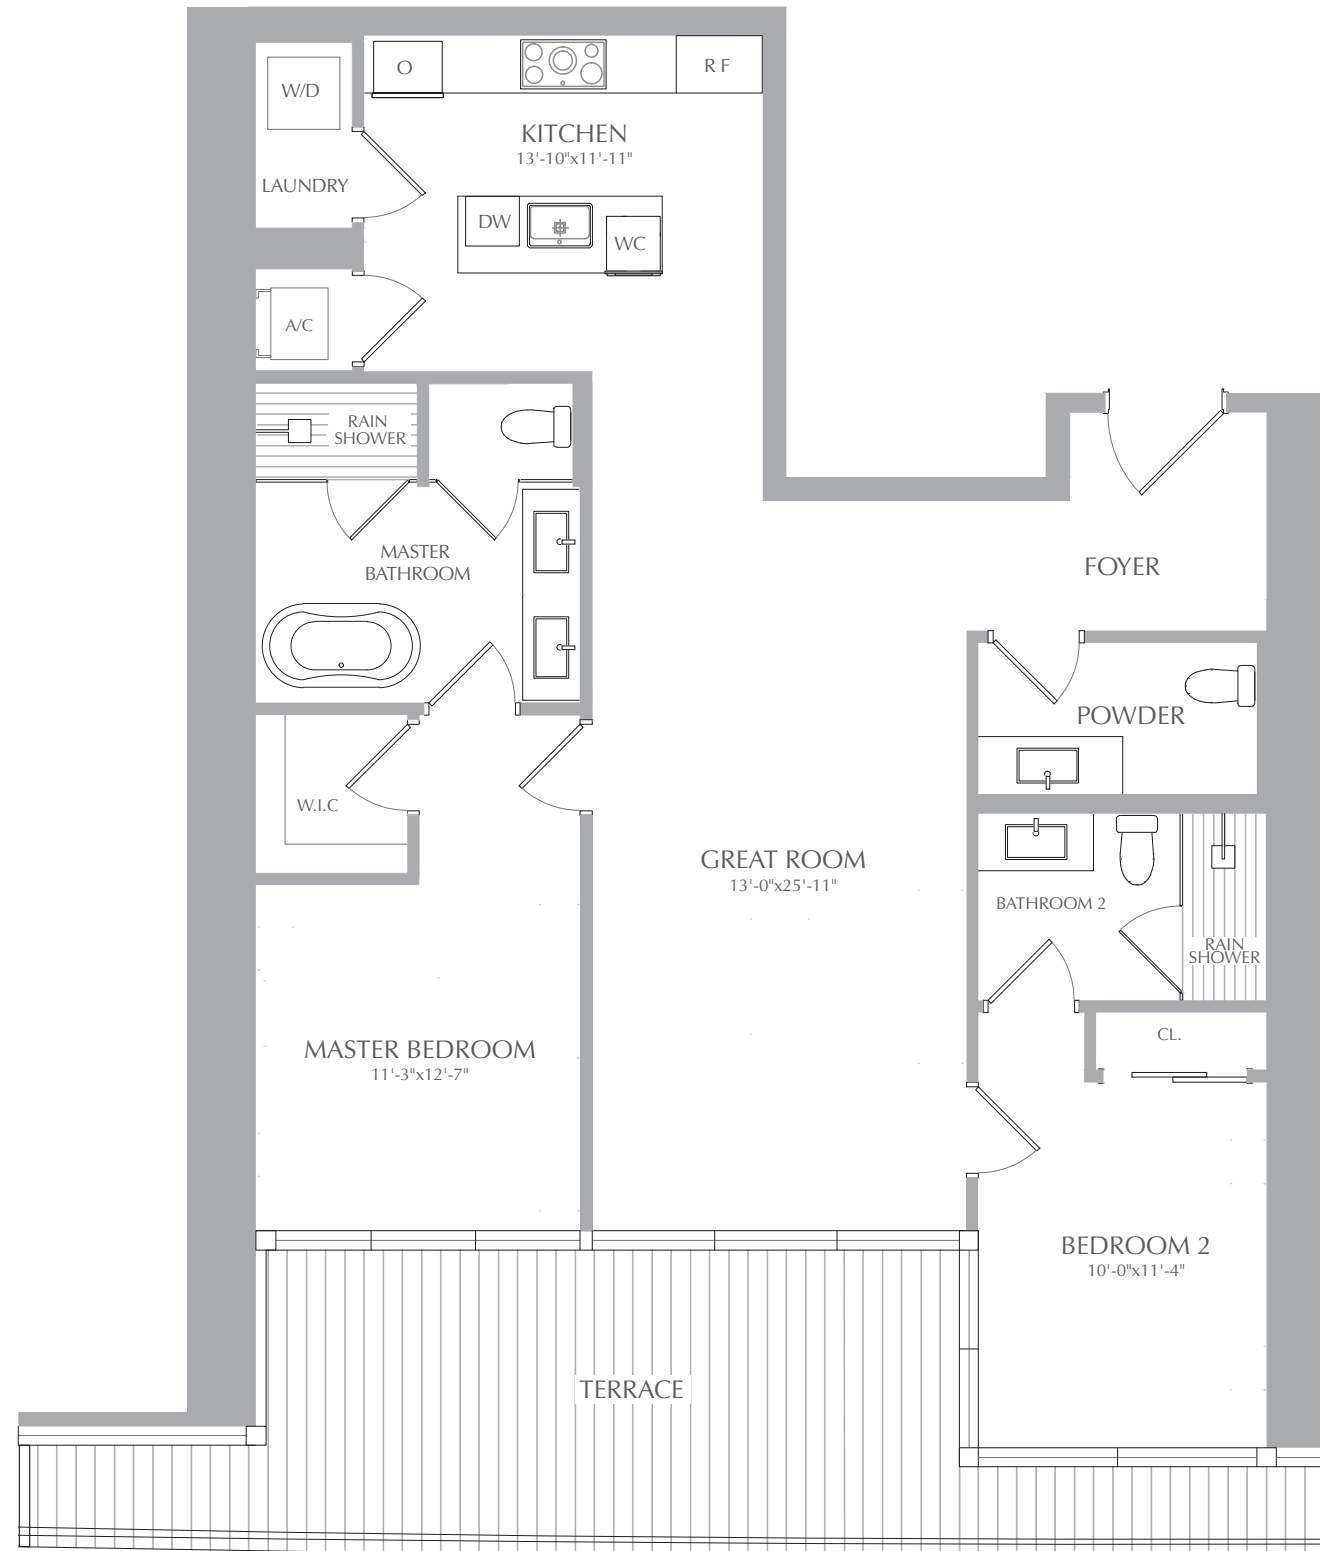 O
R F
W/D
KITCHEN
13'-10"x11'-11"
LAUNDRY
DW
WC
A/C
RAIN
SHOWER
MASTER
BATHROOM
FOYER
POWDER
W.I.C
GREAT ROOM
13'-0"x25'-11"
BATHROOM 2
RAIN
SHOWER
CL.
MASTER BEDROOM
11'-3"x12'-7"
BEDROOM 2
10'-0"x11'-4"
TERRACE